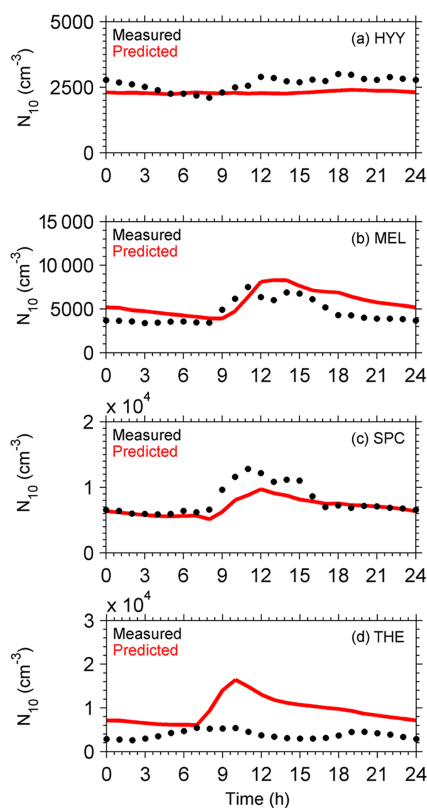 5000
Measured
(a) HYY
Predicted
2500
0
N10 (cm-3)
0 3 6 9 12 15 18 21 24
15 000
Measured
(b) MEL
Predicted
10 000
5000
0
N10 (cm-3)
0 3 6 9 12 15 18 21 24
x 10^4
2
Measured
(c) SPC
Predicted
1
0
N10 (cm-3)
0 3 6 9 12 15 18 21 24
x 10^4
3
Measured
(d) THE
Predicted
2
1
0
N10 (cm-3)
0 3 6 9 12 15 18 21 24
Time (h)